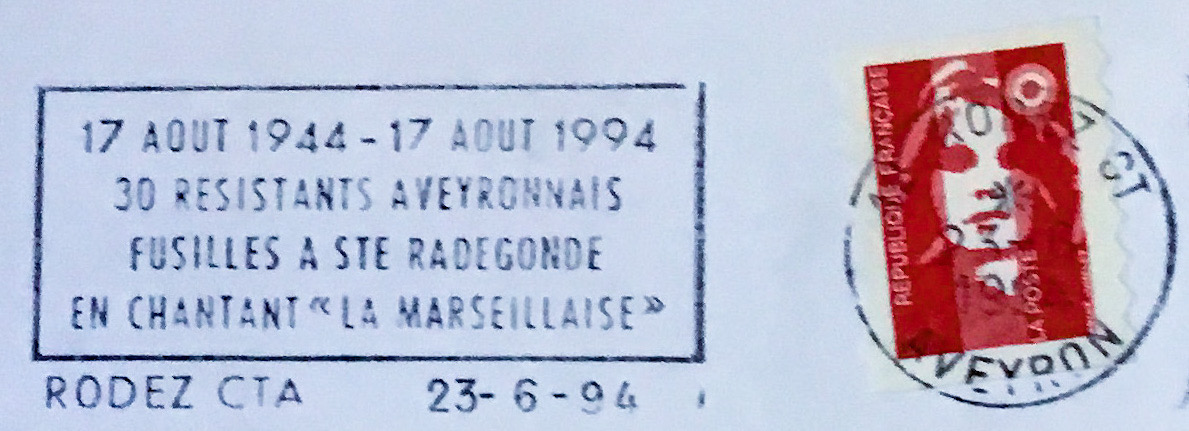 17 AOUT 1944 - 17 AOUT 1994
30 RESISTANTS AVEYRONNAIS
FUSILLES A STE RADEGONDE
EN CHANTANT « LA MARSEILLAISE »
RODEZ CTA 23-6-94
REPUBLIQUE FRANÇAISE
LA POSTE
AVEYRON